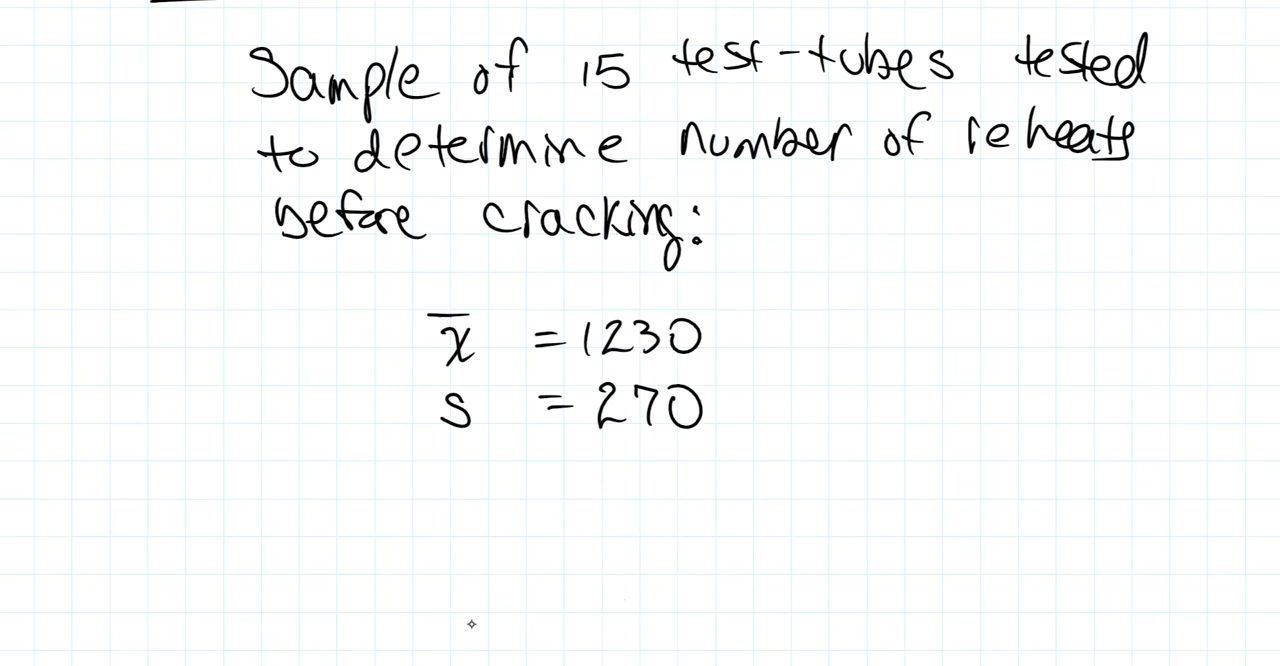 Sample of 15 test-tubes tested
to determine number of reheats
before cracking:
x̄ = 1230
s = 270